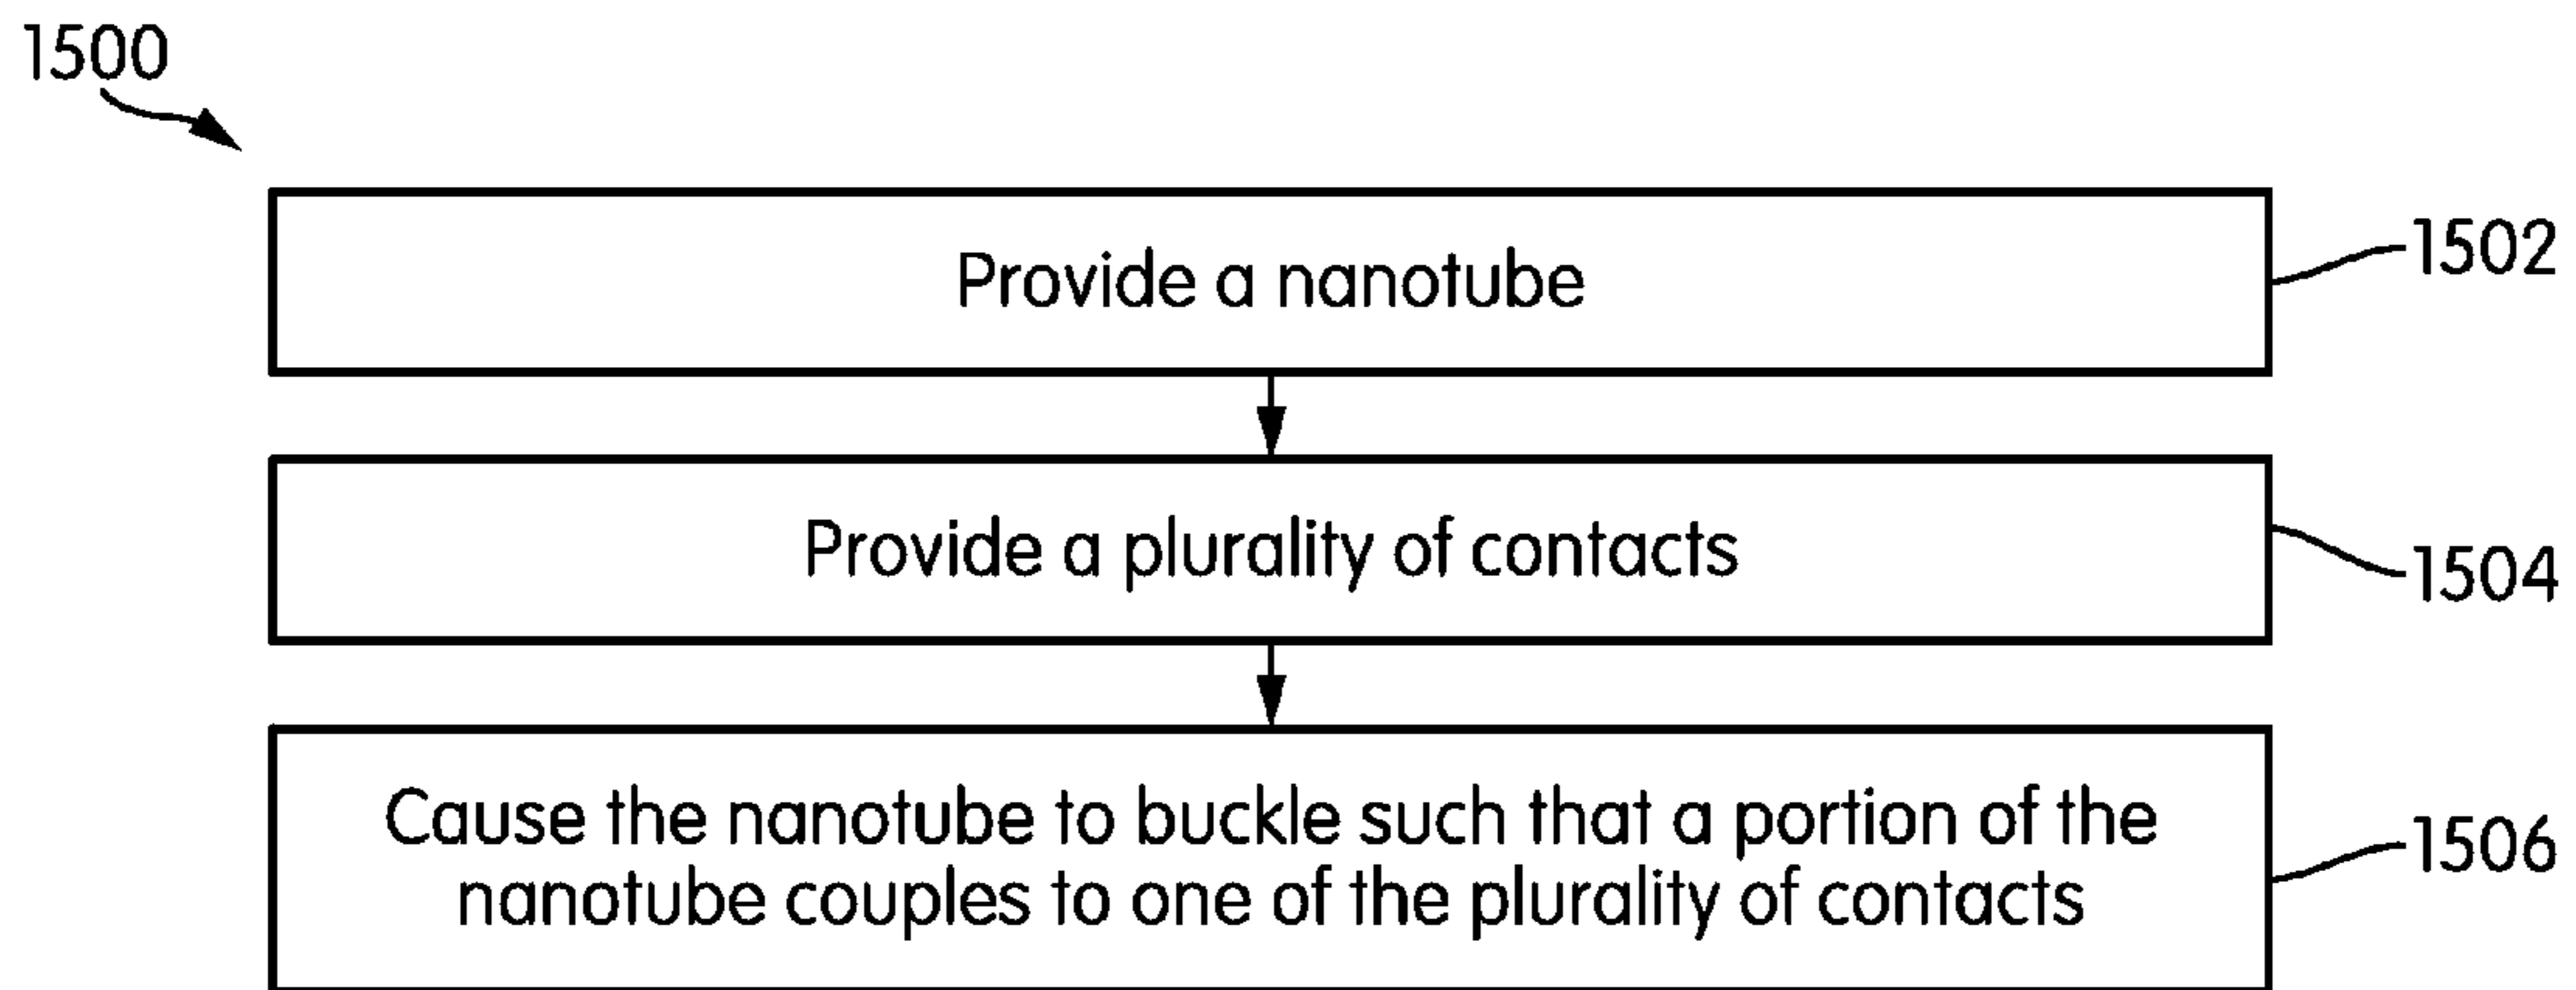 1500
Provide a nanotube
1502
Provide a plurality of contacts
1504
Cause the nanotube to buckle such that a portion of the
nanotube couples to one of the plurality of contacts
1506